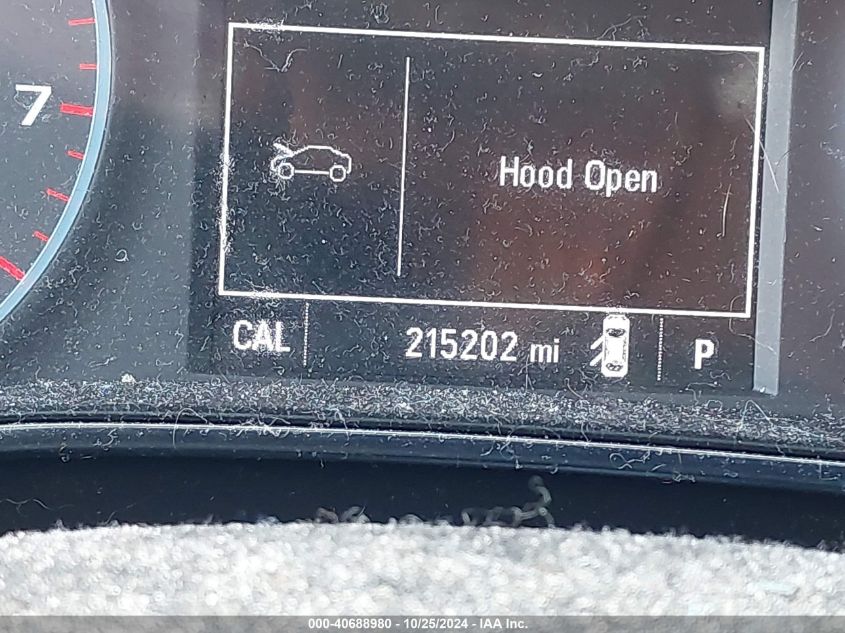 7
Hood Open
CAL 215202 mi P
000-40688980 - 10/25/2024 - IAA Inc.